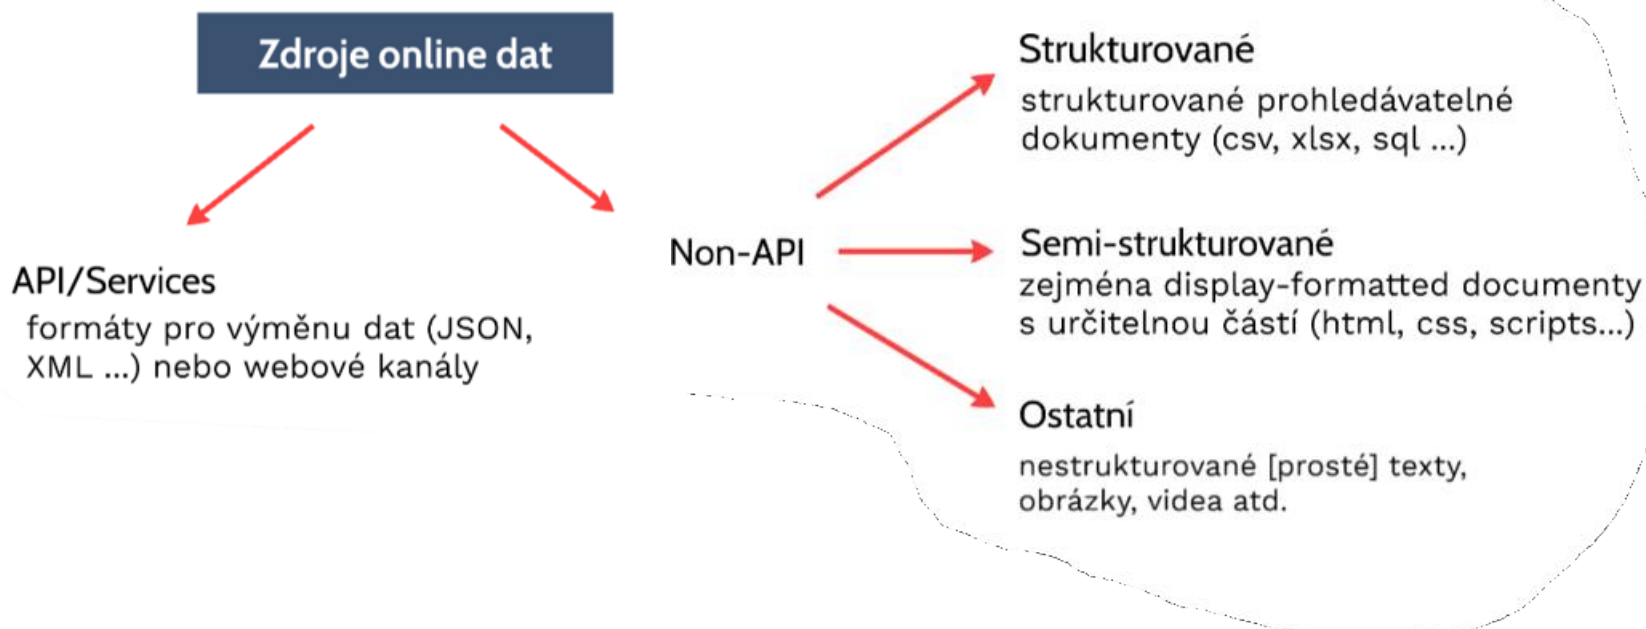 Zdroje online dat
API/Services
formáty pro výměnu dat (JSON,
XML ...) nebo webové kanály
Non-API
Strukturované
strukturované prohledávatelné
dokumenty (csv, xlsx, sql ...)
Semi-strukturované
zejména display-formatted documenty
s určitelnou částí (html, css, scripts...)
Ostatní
nestrukturované [prosté] texty,
obrázky, videa atd.